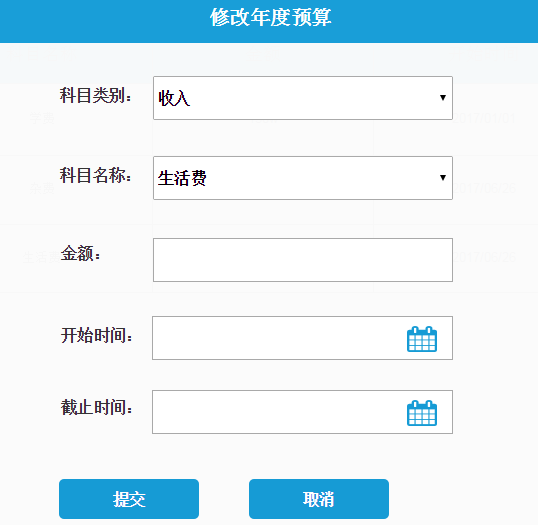 修改年度预算
科目类别： 收入
科目名称： 生活费
金额：
开始时间：
截止时间：
提交 取消